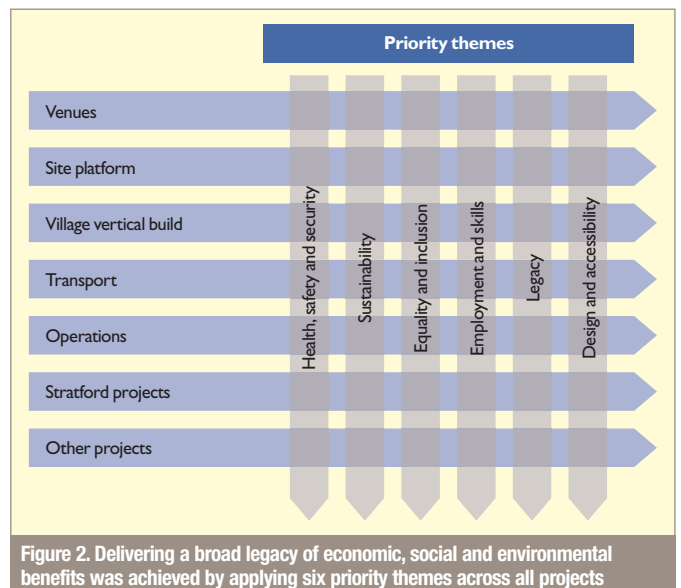 Priority themes
Venues
Site platform
Village vertical build
Transport
Operations
Stratford projects
Other projects
Health, safety and security
Sustainability
Equality and inclusion
Employment and skills
Legacy
Design and accessibility
Figure 2. Delivering a broad legacy of economic, social and environmental
benefits was achieved by applying six priority themes across all projects